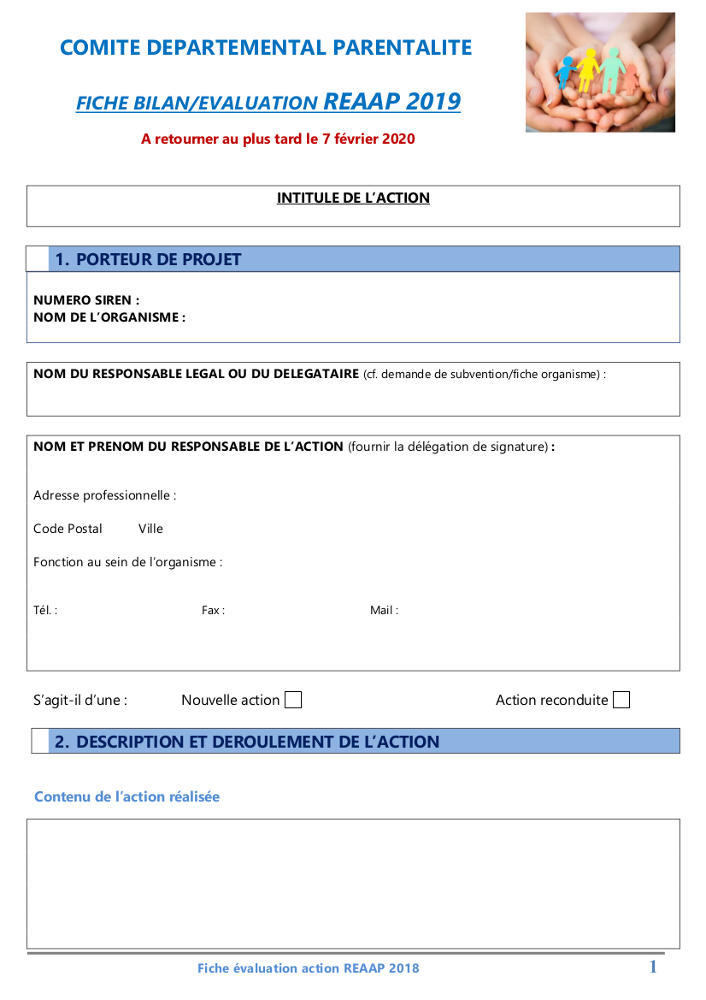 COMITE DEPARTEMENTAL PARENTALITE
FICHE BILAN/EVALUATION REAAP 2019
A retourner au plus tard le 7 février 2020
INTITULE DE L’ACTION
1. PORTEUR DE PROJET
NUMERO SIREN :
NOM DE L’ORGANISME :
NOM DU RESPONSABLE LEGAL OU DU DELEGATAIRE (cf. demande de subvention/fiche organisme) :
NOM ET PRENOM DU RESPONSABLE DE L’ACTION (fournir la délégation de signature) :
Adresse professionnelle :
Code Postal Ville
Fonction au sein de l’organisme :
Tél. : Fax : Mail :
S’agit-il d’une : Nouvelle action Action reconduite
2. DESCRIPTION ET DEROULEMENT DE L’ACTION
Contenu de l’action réalisée
Fiche évaluation action REAAP 2018 1